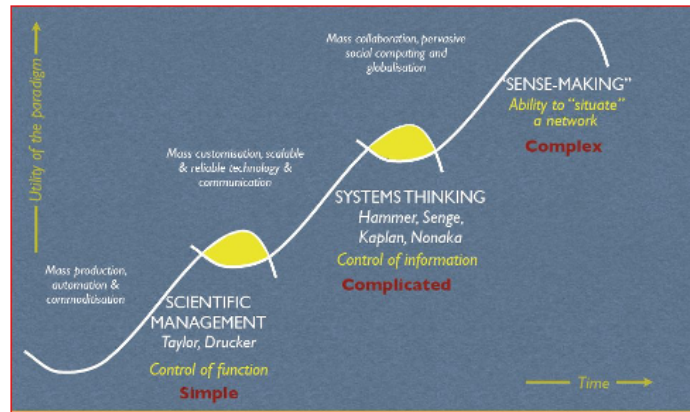 Utility of the paradigm
Mass collaboration, pervasive
social computing and
globalisation
"SENSE-MAKING"
Ability to "situate"
a network
Complex
Mass customisation, scalable
& reliable technology &
communication
SYSTEMS THINKING
Hammer, Senge,
Kaplan, Nonaka
Control of information
Complicated
Mass production,
automation &
commoditisation
SCIENTIFIC
MANAGEMENT
Taylor, Drucker
Control of function
Simple
Time